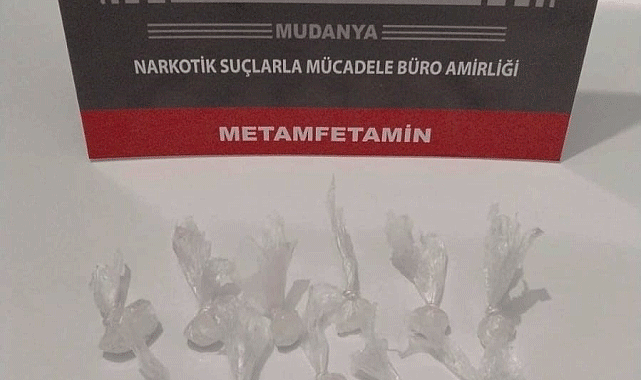 MUDANYA
NARKOTİK SUÇLARLA MÜCADELE BÜRO AMİRLİĞİ
METAMFETAMİN